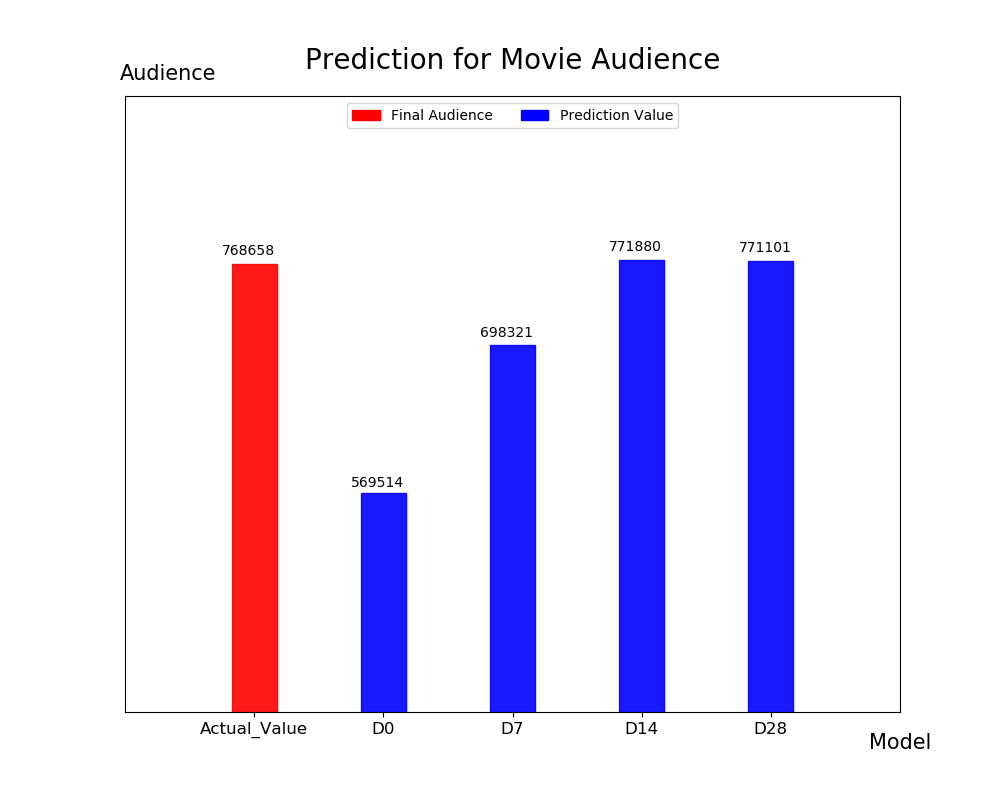 Prediction for Movie Audience
Audience
Final Audience
Prediction Value
768658
569514
698321
771880
771101
Actual_Value
D0
D7
D14
D28
Model